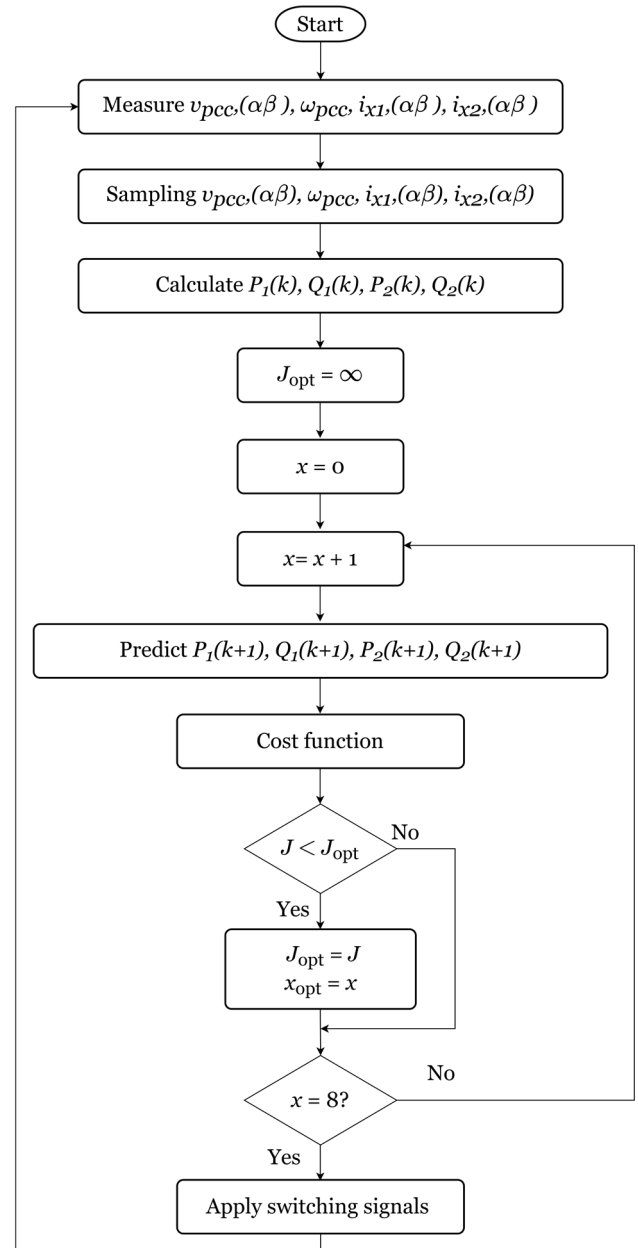 Start
Measure v_pcc,(αβ), ω_pcc, i_x1,(αβ), i_x2,(αβ)
Sampling v_pcc,(αβ), ω_pcc, i_x1,(αβ), i_x2,(αβ)
Calculate P_1(k), Q_1(k), P_2(k), Q_2(k)
J_opt = ∞
x = 0
x= x + 1
Predict P_1(k+1), Q_1(k+1), P_2(k+1), Q_2(k+1)
Cost function
No
J < J_opt
Yes
J_opt = J
x_opt = x
No
x = 8?
Yes
Apply switching signals